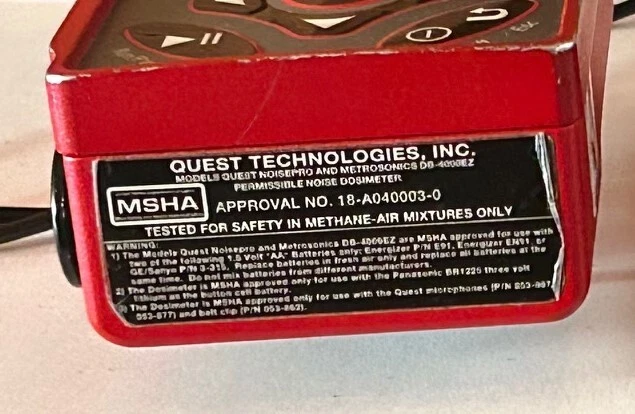 QUEST TECHNOLOGIES
QUEST TECHNOLOGIES, INC.
MODELS QUEST NOISEPRO AND METROSONICS DB-4000EZ
PERMISSIBLE NOISE DOSIMETER
MSHA
APPROVAL NO. 18-A040003-0
TESTED FOR SAFETY IN METHANE-AIR MIXTURES ONLY
WARNING:
1) The Models Quest Noisepro and Metrosonics DB-4000EZ are MSHA approved for use with
two of the following 1.5 Volt "AA" Batteries only: Energizer P/N E91, Energizer EN91, or
GE/Sanyo P/N 3-315. Replace batteries in fresh air only and replace all batteries at the
same time. Do not mix batteries from different manufacturers.
2) The Dosimeter is MSHA approved only for use with the Panasonic BR1225 three volt
lithium as the button cell battery.
3) The Dosimeter is MSHA approved only for use with the Quest microphones (P/N
053-877) and belt clip (P/N